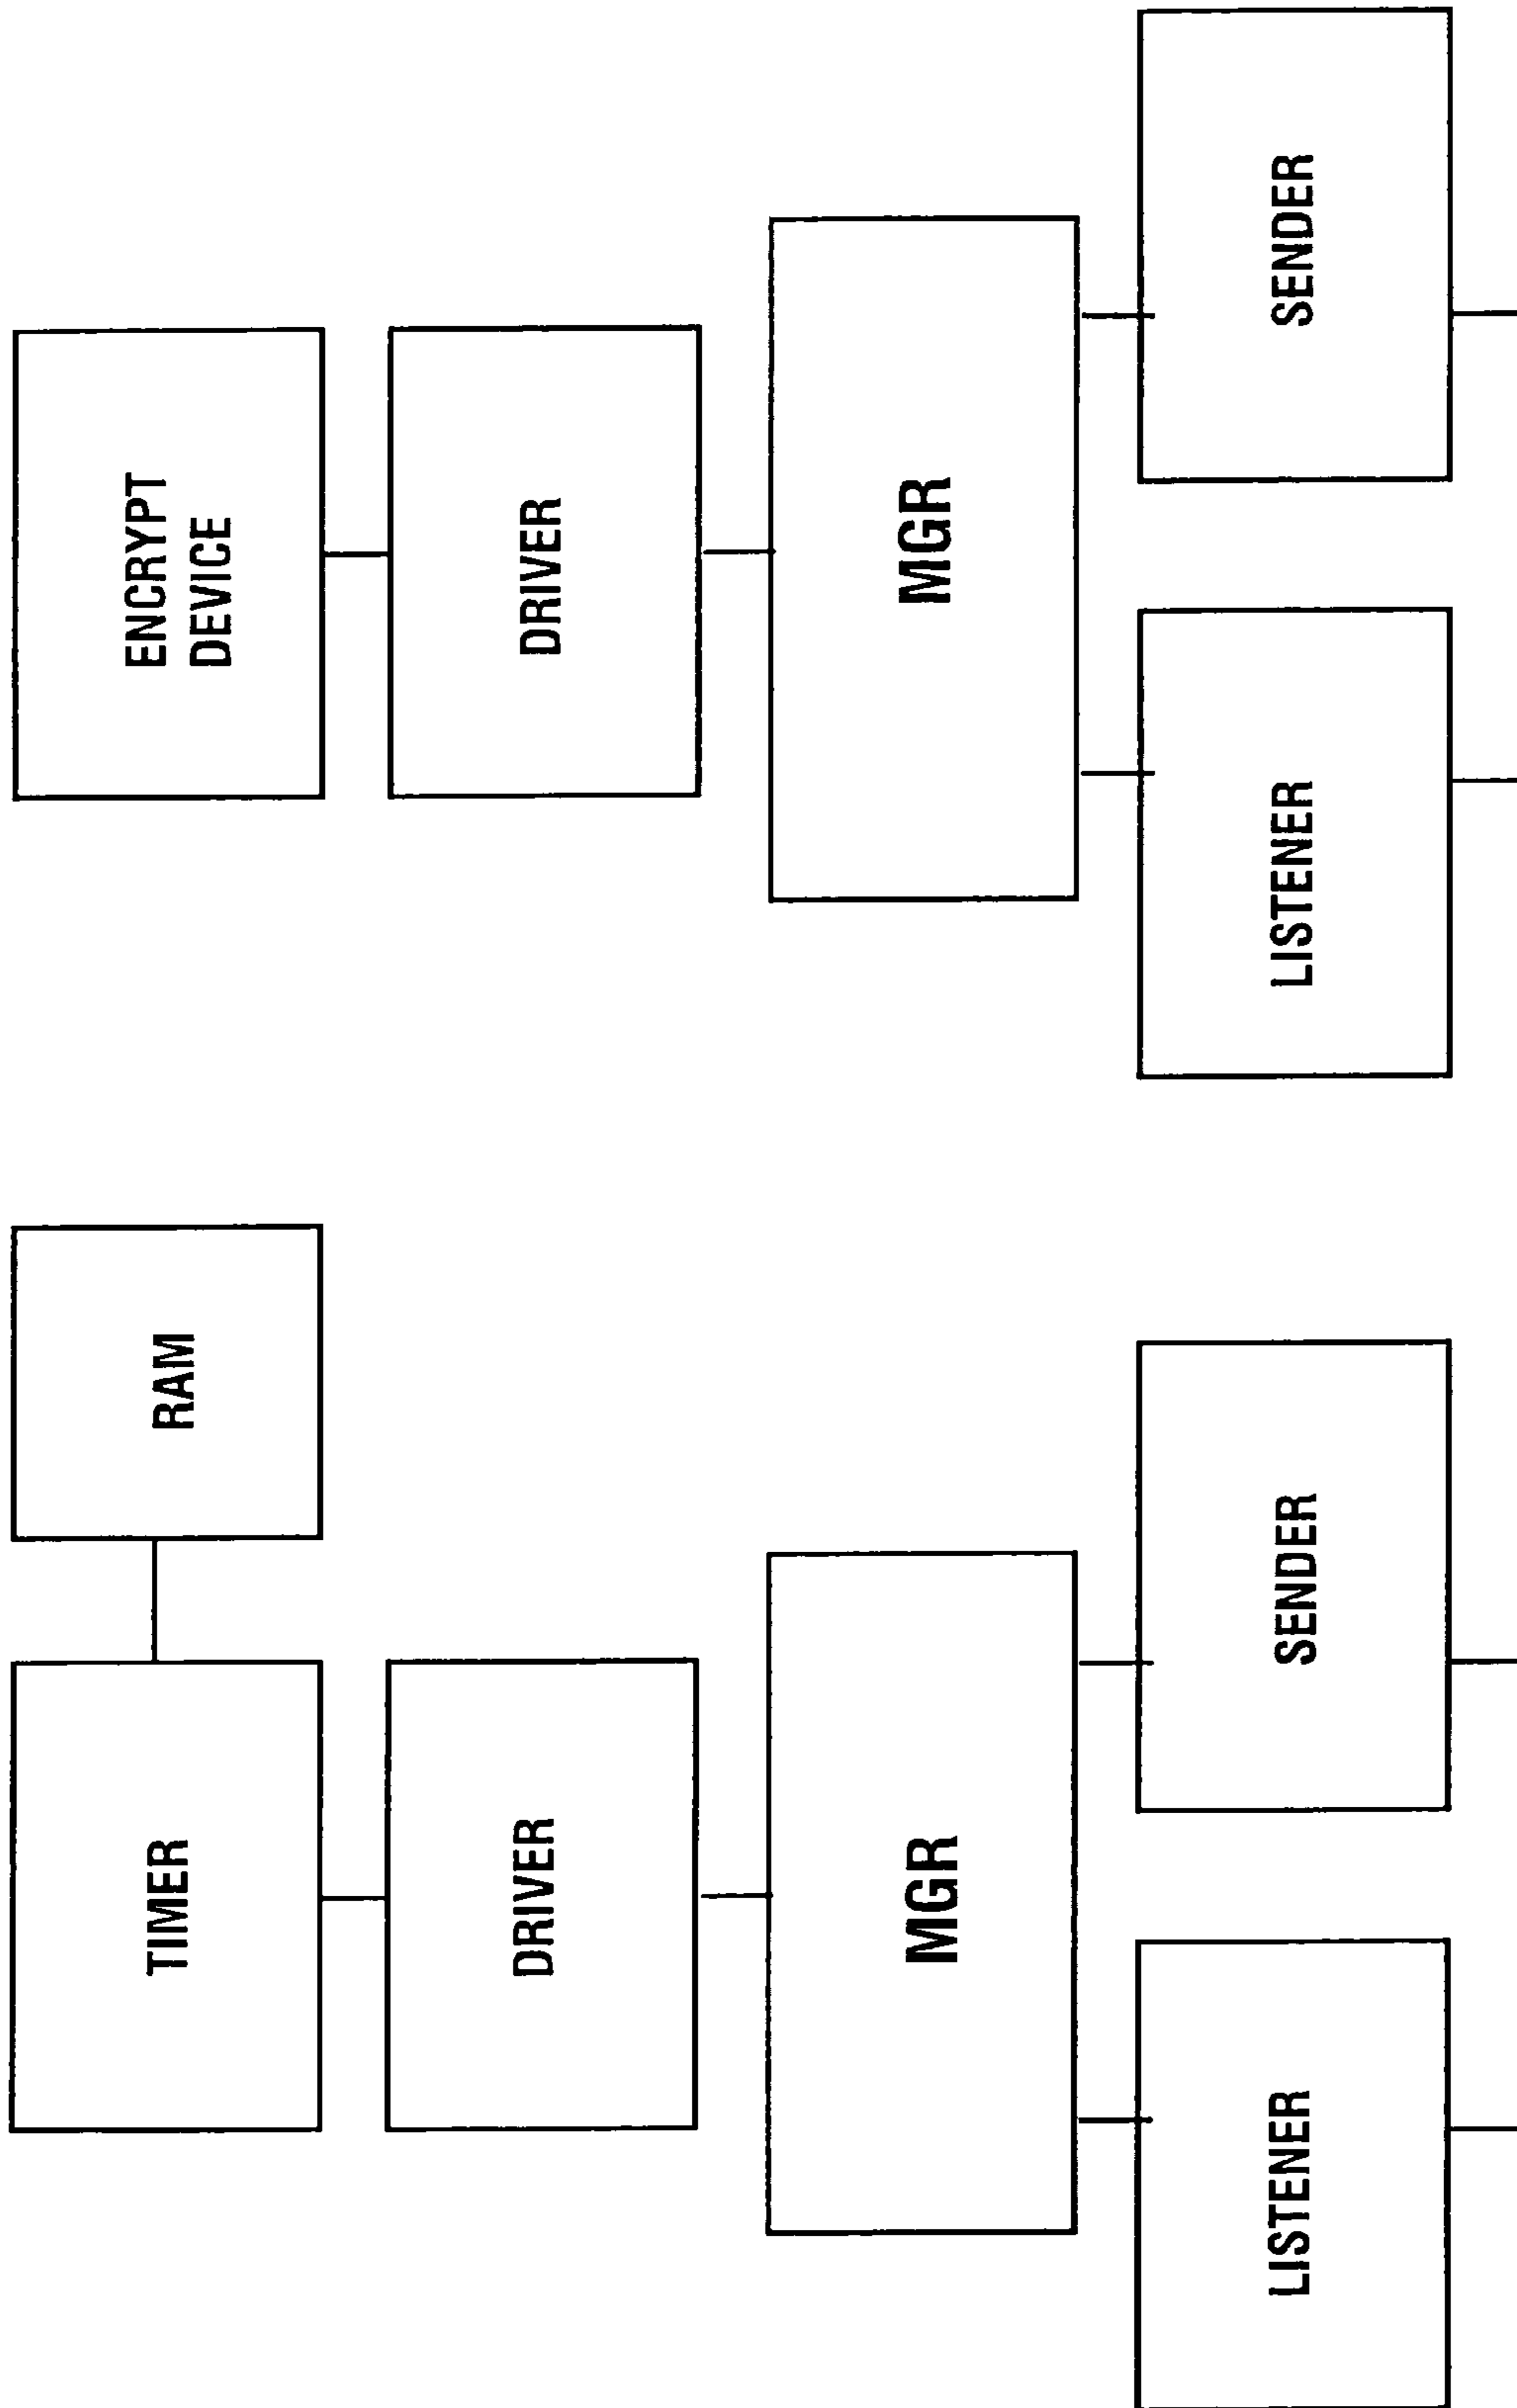 TIMER
RAM
ENCRYPT
DEVICE
DRIVER
DRIVER
MGR
MGR
LISTENER
SENDER
LISTENER
SENDER